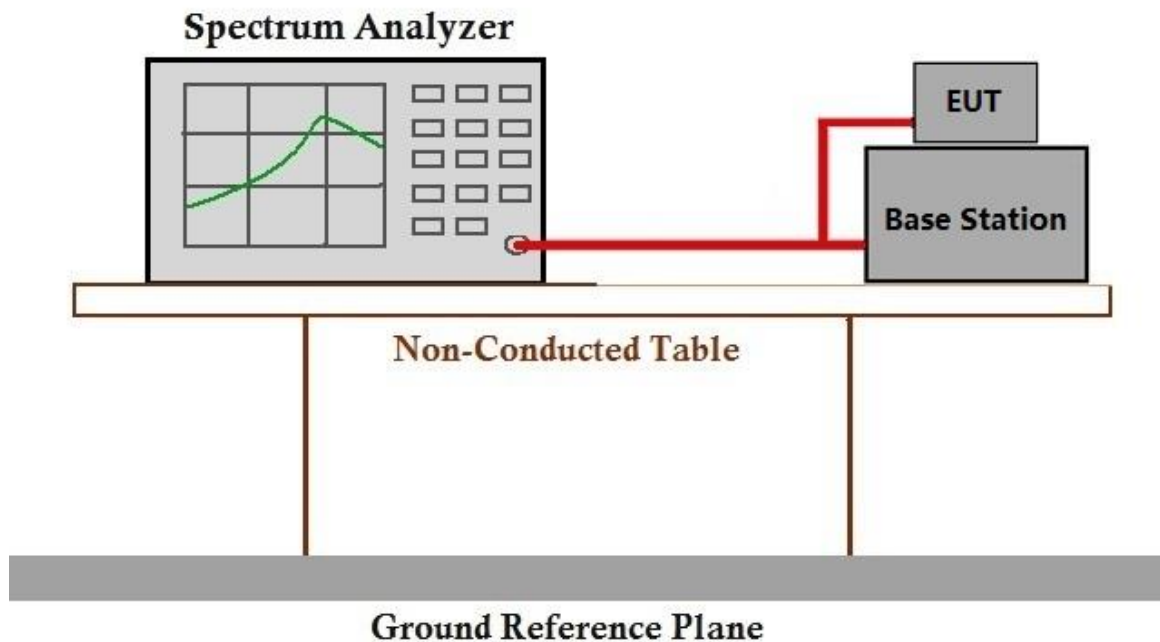 Spectrum Analyzer
EUT
Base Station
Non-Conducted Table
Ground Reference Plane